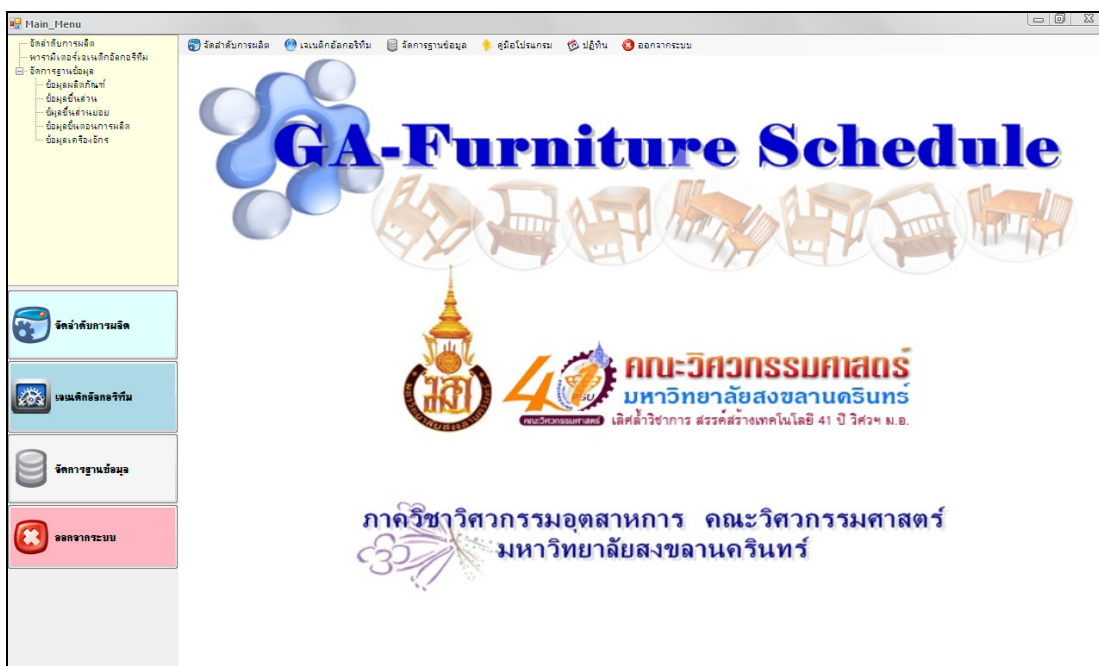 Main_Menu
จัดลำดับการผลิต
พารามิเตอร์เจเนติกอัลกอริทึม
จัดการฐานข้อมูล
ข้อมูลผลิตภัณฑ์
ข้อมูลชิ้นส่วน
ข้มูลชิ้นส่วนย่อย
ข้อมูลขั้นตอนการผลิต
ข้อมูลเครื่องจักร
จัดลำดับการผลิต เจเนติกอัลกอริทึม จัดการฐานข้อมูล คู่มือโปรแกรม ปฏิทิน ออกจากระบบ
GA-Furniture Schedule
จัดลำดับการผลิต
เจเนติกอัลกอริทึม
จัดการฐานข้อมูล
ออกจากระบบ
คณะวิศวกรรมศาสตร์
มหาวิทยาลัยสงขลานครินทร์
คณะวิศวกรรมศาสตร์ เลิศล้ำวิชาการ สรรค์สร้างเทคโนโลยี 41 ปี วิศวฯ ม.อ.
ภาควิชาวิศวกรรมอุตสาหการ คณะวิศวกรรมศาสตร์
มหาวิทยาลัยสงขลานครินทร์